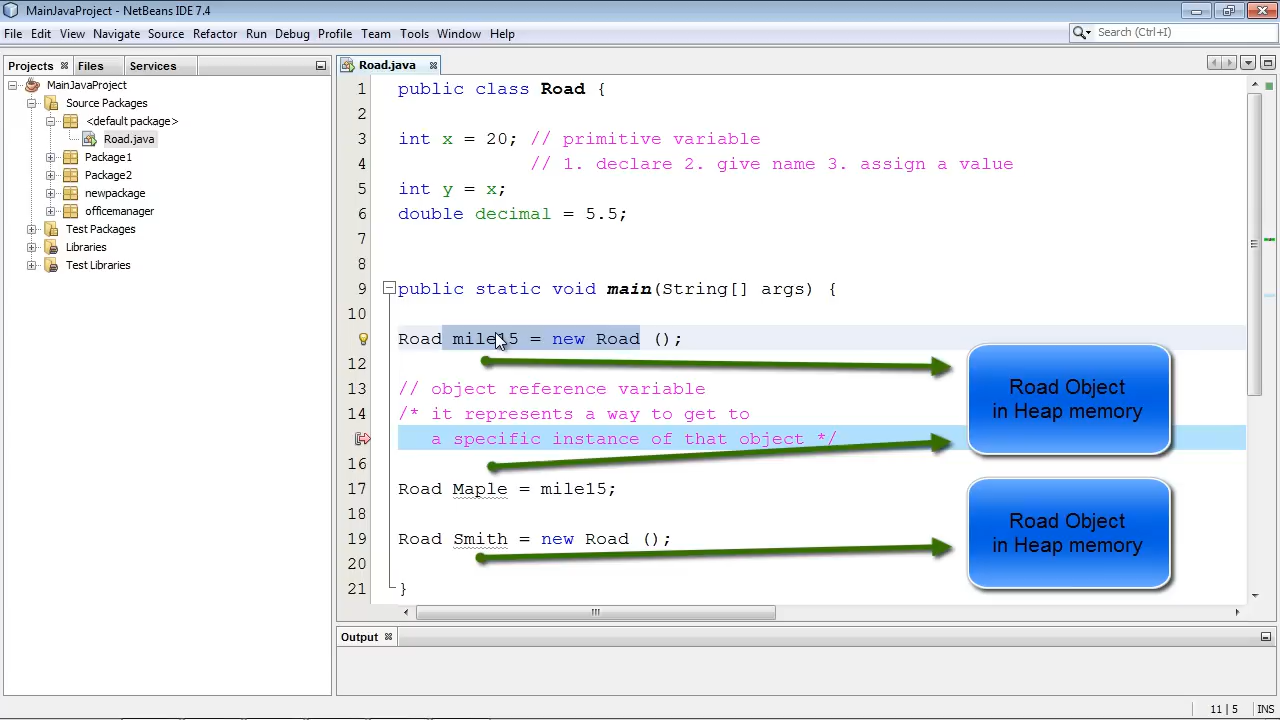 MainJavaProject - NetBeans IDE 7.4
File Edit View Navigate Source Refactor Run Debug Profile Team Tools Window Help
Search (Ctrl+I)
Projects Files Services
MainJavaProject
Source Packages
<default package>
Road.java
Package1
Package2
newpackage
officemanager
Test Packages
Libraries
Test Libraries
Road.java
1 public class Road {
2
3 int x = 20; // primitive variable
4 // 1. declare 2. give name 3. assign a value
5 int y = x;
6 double decimal = 5.5;
7
8
9 public static void main(String[] args) {
10
Road mile15 = new Road ();
12
13 // object reference variable
14 /* it represents a way to get to
a specific instance of that object */
16
17 Road Maple = mile15;
18
19 Road Smith = new Road ();
20
21 }
Road Object
in Heap memory
Road Object
in Heap memory
Output
11 | 5 INS